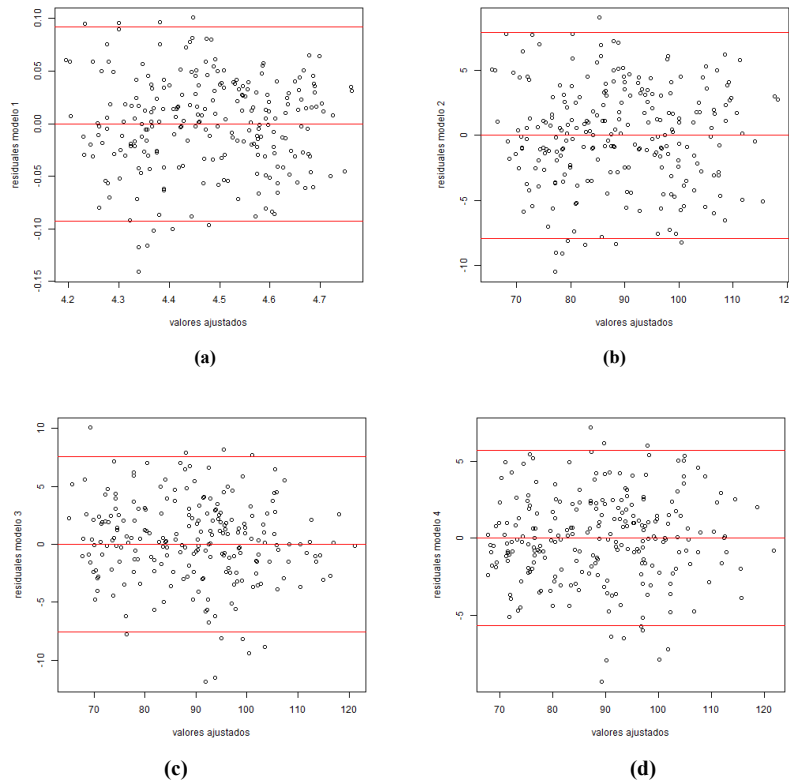 0.10
0.05
0.00
-0.05
-0.10
-0.15
residuales modelo 1
4.2 4.3 4.4 4.5 4.6 4.7
valores ajustados
(a)
5
0
-5
-10
residuales modelo 2
70 80 90 100 110 120
valores ajustados
(b)
10
5
0
-5
-10
residuales modelo 3
70 80 90 100 110 120
valores ajustados
(c)
5
0
-5
residuales modelo 4
70 80 90 100 110 120
valores ajustados
(d)